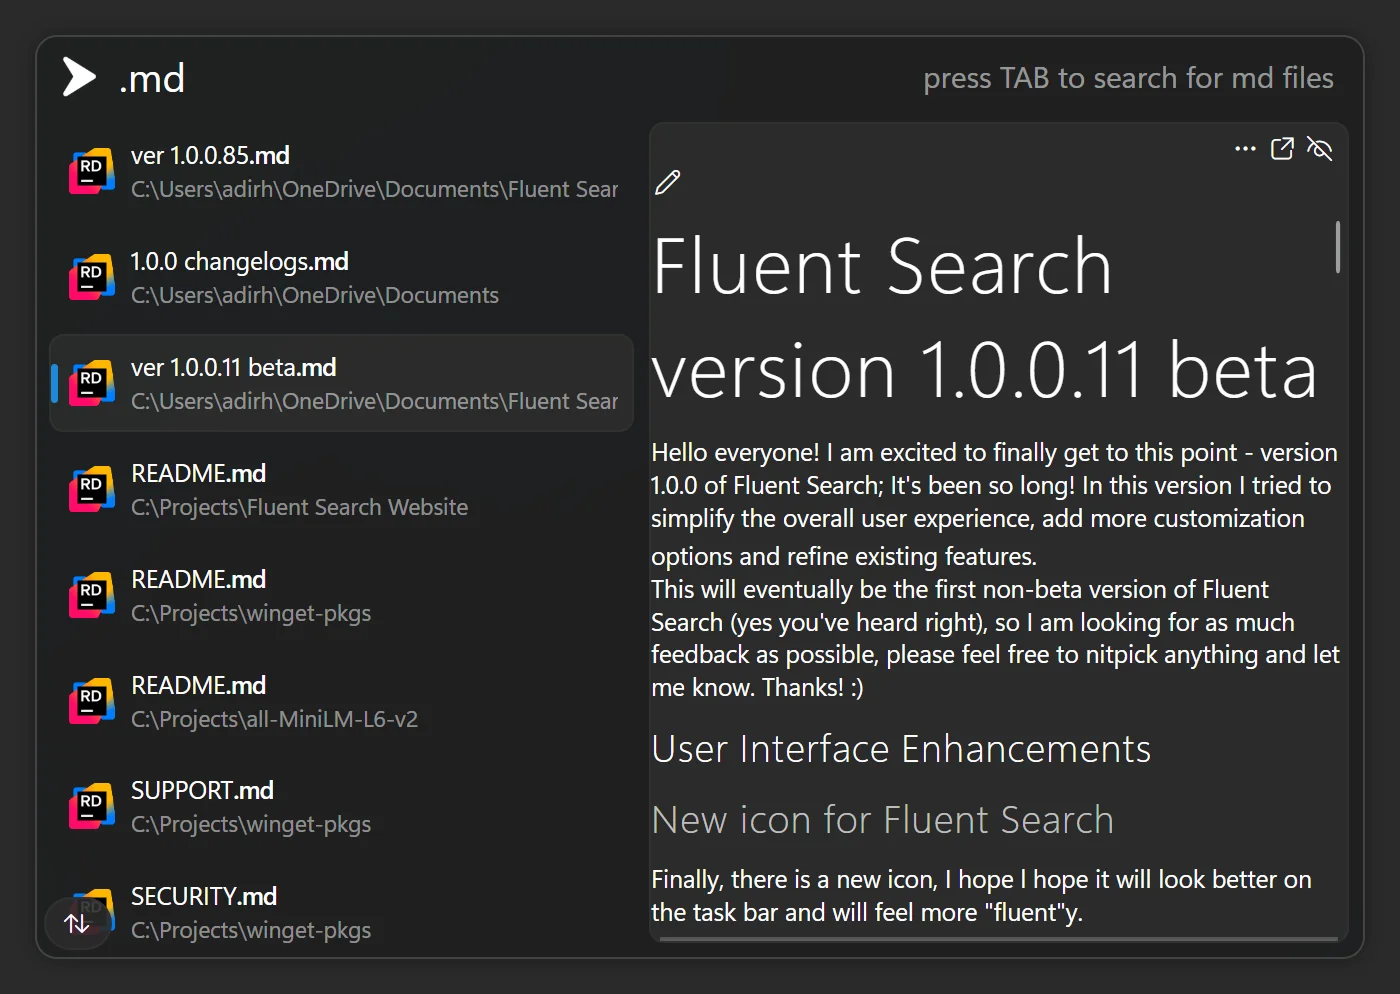 .md
press TAB to search for md files
RD
ver 1.0.0.85.md
C:\Users\adirh\OneDrive\Documents\Fluent Sear
RD
1.0.0 changelogs.md
C:\Users\adirh\OneDrive\Documents
RD
ver 1.0.0.11 beta.md
C:\Users\adirh\OneDrive\Documents\Fluent Sear
RD
README.md
C:\Projects\Fluent Search Website
RD
README.md
C:\Projects\winget-pkgs
RD
README.md
C:\Projects\all-MiniLM-L6-v2
RD
SUPPORT.md
C:\Projects\winget-pkgs
RD
SECURITY.md
C:\Projects\winget-pkgs
Fluent Search
version 1.0.0.11 beta
Hello everyone! I am excited to finally get to this point - version
1.0.0 of Fluent Search; It's been so long! In this version I tried to
simplify the overall user experience, add more customization
options and refine existing features.
This will eventually be the first non-beta version of Fluent
Search (yes you've heard right), so I am looking for as much
feedback as possible, please feel free to nitpick anything and let
me know. Thanks! :)
User Interface Enhancements
New icon for Fluent Search
Finally, there is a new icon, I hope I hope it will look better on
the task bar and will feel more "fluent"y.